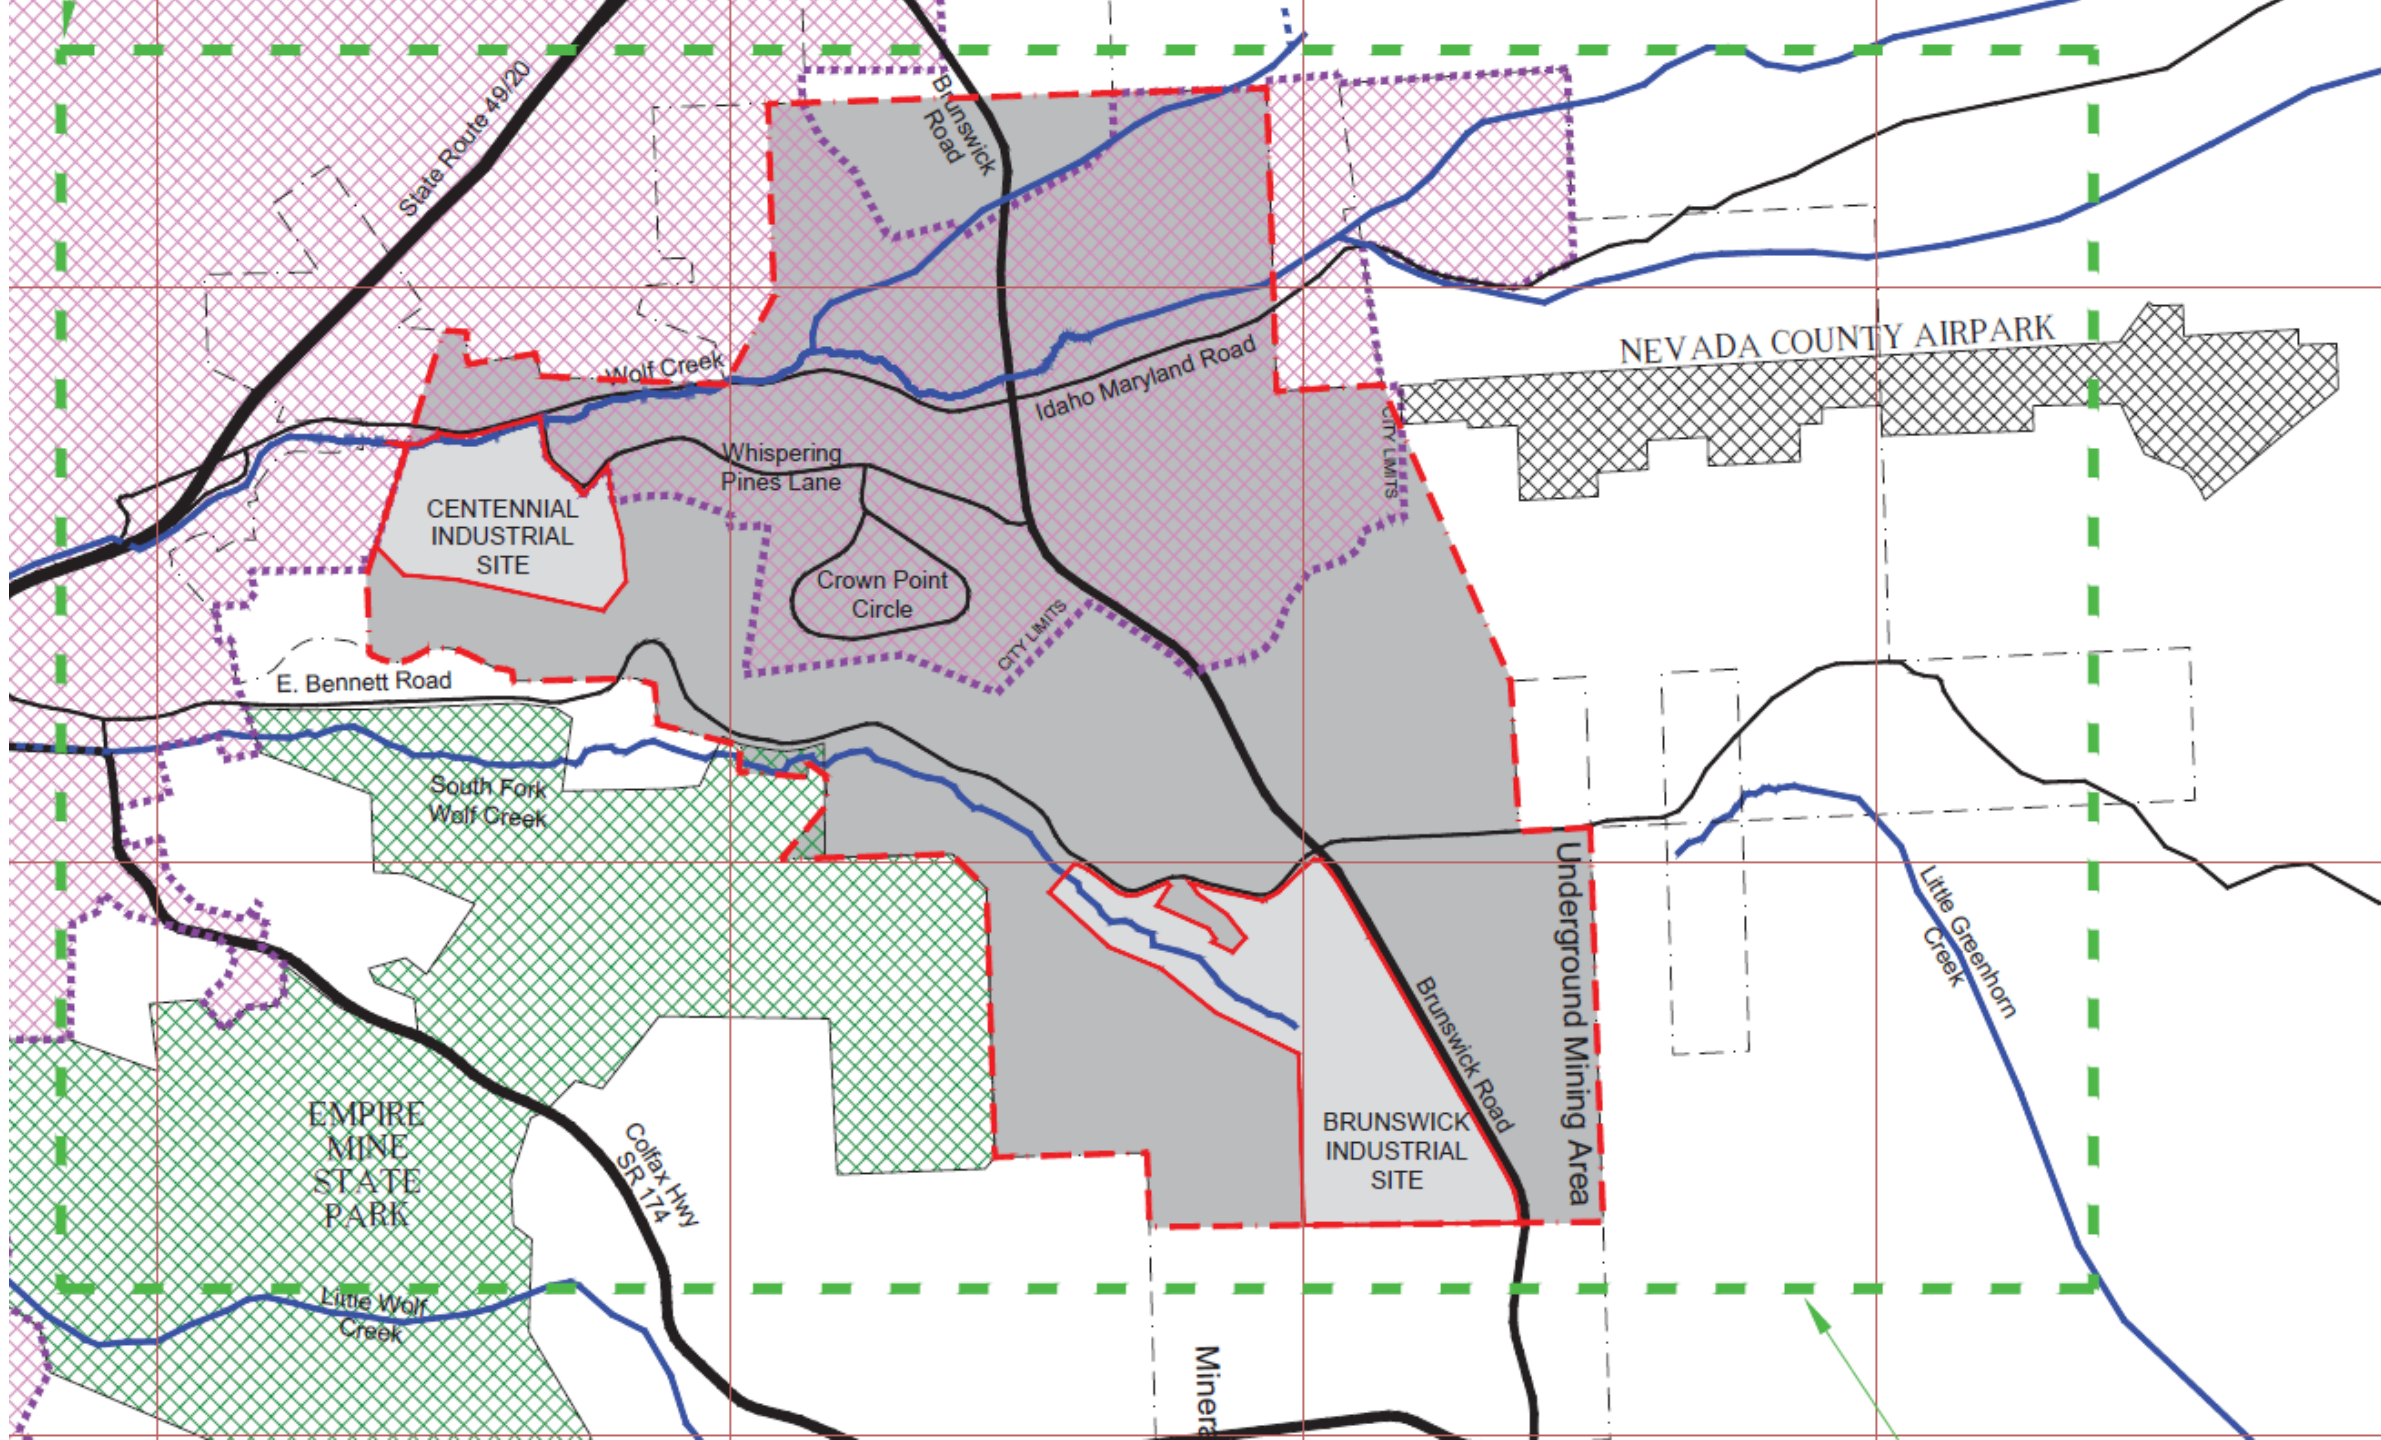 State Route 49/20
Brunswick
Road
NEVADA COUNTY AIRPARK
Wolf Creek
Idaho Maryland Road
CITY LIMITS
Whispering
Pines Lane
CENTENNIAL
INDUSTRIAL
SITE
Crown Point
Circle
CITY LIMITS
E. Bennett Road
South Fork
Wolf Creek
Underground Mining Area
Little Greenhorn
Creek
Brunswick Road
BRUNSWICK
INDUSTRIAL
SITE
EMPIRE
MINE
STATE
PARK
Colfax Hwy
SR 174
Little Wolf
Creek
Minera